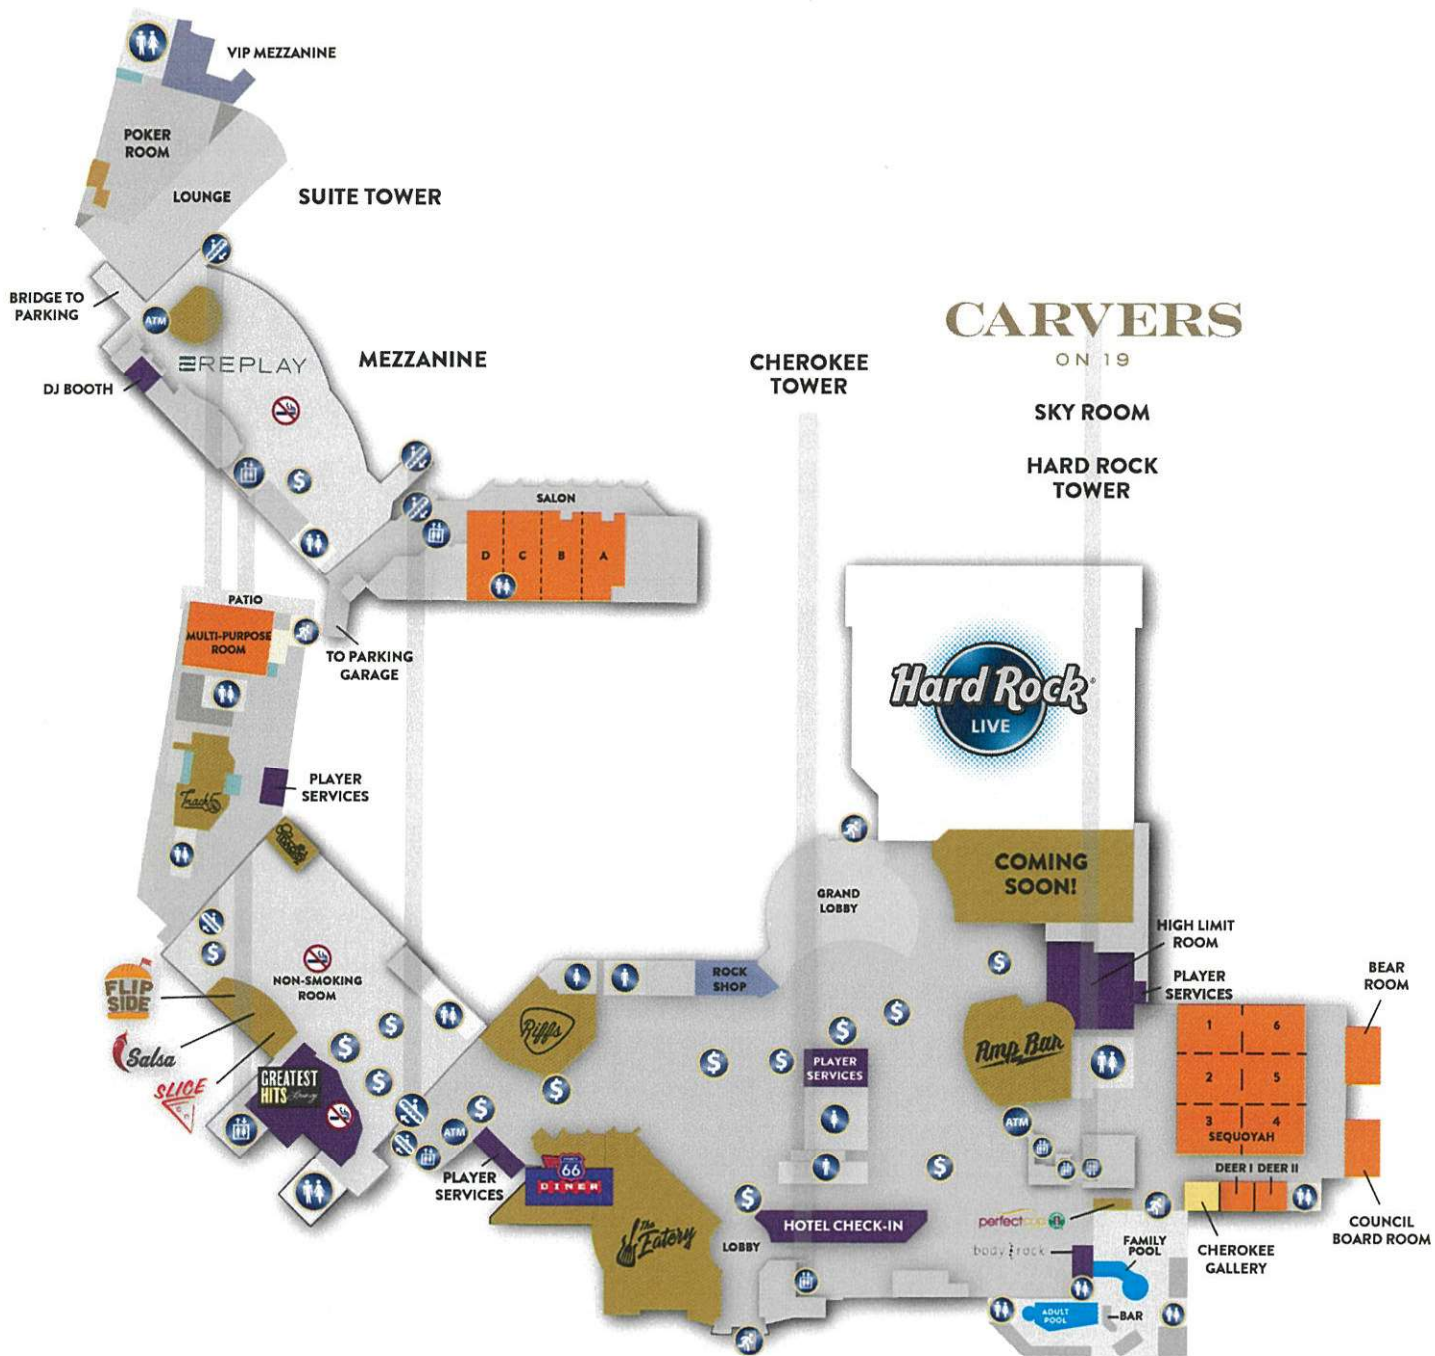 VIP MEZZANINE
POKER
ROOM
LOUNGE
SUITE TOWER
BRIDGE TO
PARKING
ATM
REPLAY
MEZZANINE
DJ BOOTH
$
CARVERS
ON 19
SKY ROOM
HARD ROCK
TOWER
CHEROKEE
TOWER
SALON
D C B A
PATIO
MULTI-PURPOSE
ROOM
TO PARKING
GARAGE
Hard Rock
LIVE
PLAYER
SERVICES
Track5.
COMING
SOON!
GRAND
LOBBY
HIGH LIMIT
ROOM
PLAYER
SERVICES
BEAR
ROOM
$
NON-SMOKING
ROOM
FLIP
SIDE
Salsa
SLICE
GREATEST
HITS
$
$
$
ROCK
SHOP
Riffs
$
$
$
$
$
$
PLAYER
SERVICES
Amp Bar
1 6
2 5
3 4
SEQUOYAH
DEER I DEER II
ATM
$
ATM
PLAYER
SERVICES
ROUTE
66
DINER
The
Eatery
$
$
HOTEL CHECK-IN
LOBBY
perfectcup
body rock
FAMILY
POOL
CHEROKEE
GALLERY
COUNCIL
BOARD ROOM
ADULT
POOL
BAR